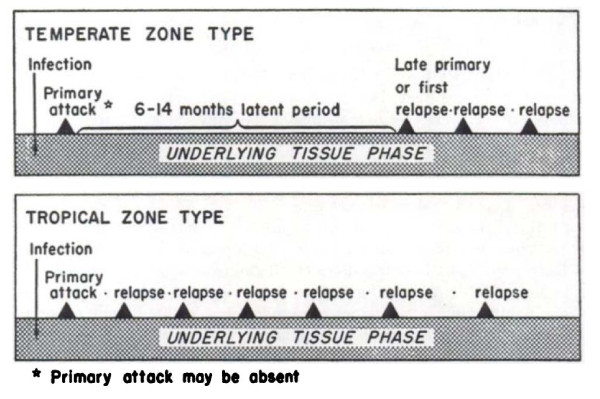 TEMPERATE ZONE TYPE
Infection
Late primary
or first
Primary
attack * 6-14 months latent period relapse·relapse · relapse
UNDERLYING TISSUE PHASE
TROPICAL ZONE TYPE
Infection
Primary
attack · relapse · relapse · relapse · relapse · relapse · relapse
UNDERLYING TISSUE PHASE
* Primary attack may be absent